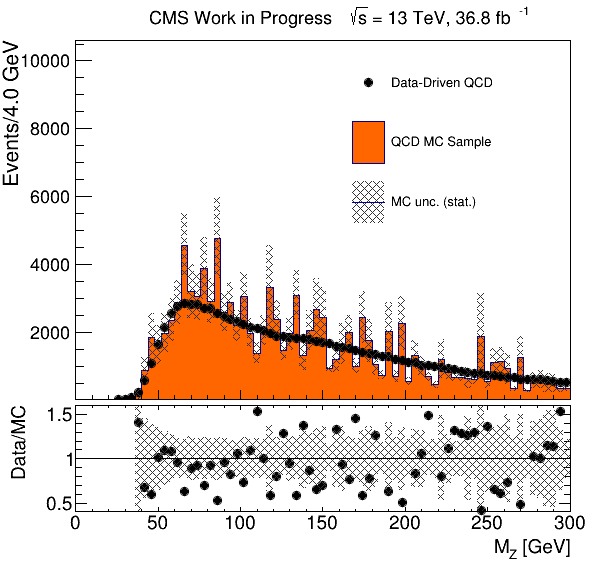 CMS Work in Progress √s = 13 TeV, 36.8 fb⁻¹
Events/4.0 GeV
10000
8000
6000
4000
2000
Data-Driven QCD
QCD MC Sample
MC unc. (stat.)
Data/MC
1.5
1
0.5
0 50 100 150 200 250 300
M_Z [GeV]